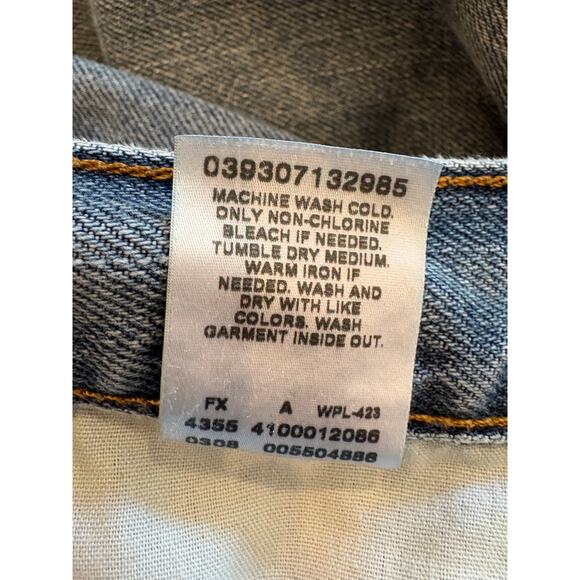 039307132985
MACHINE WASH COLD.
ONLY NON-CHLORINE
BLEACH IF NEEDED.
TUMBLE DRY MEDIUM.
WARM IRON IF
NEEDED. WASH AND
DRY WITH LIKE
COLORS. WASH
GARMENT INSIDE OUT.
FX A WPL-423
4355 4100012086
0308 005504886